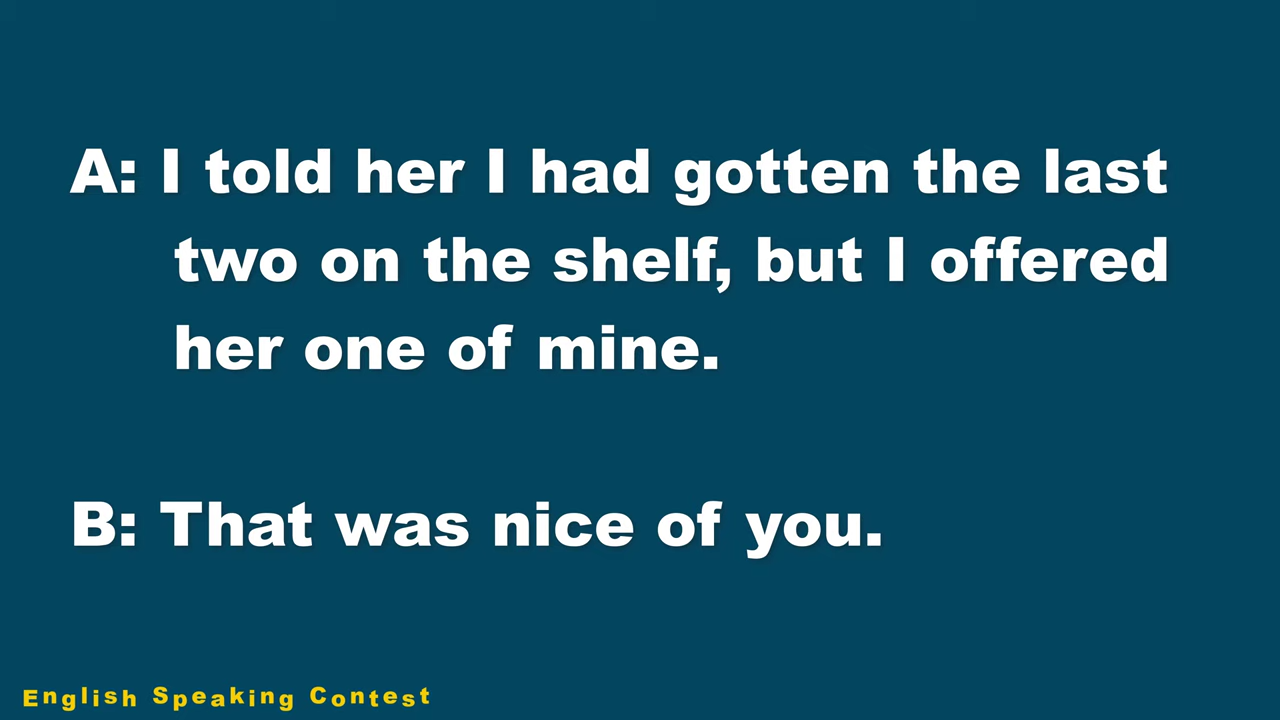 A: I told her I had gotten the last
two on the shelf, but I offered
her one of mine.
B: That was nice of you.
English Speaking Contest